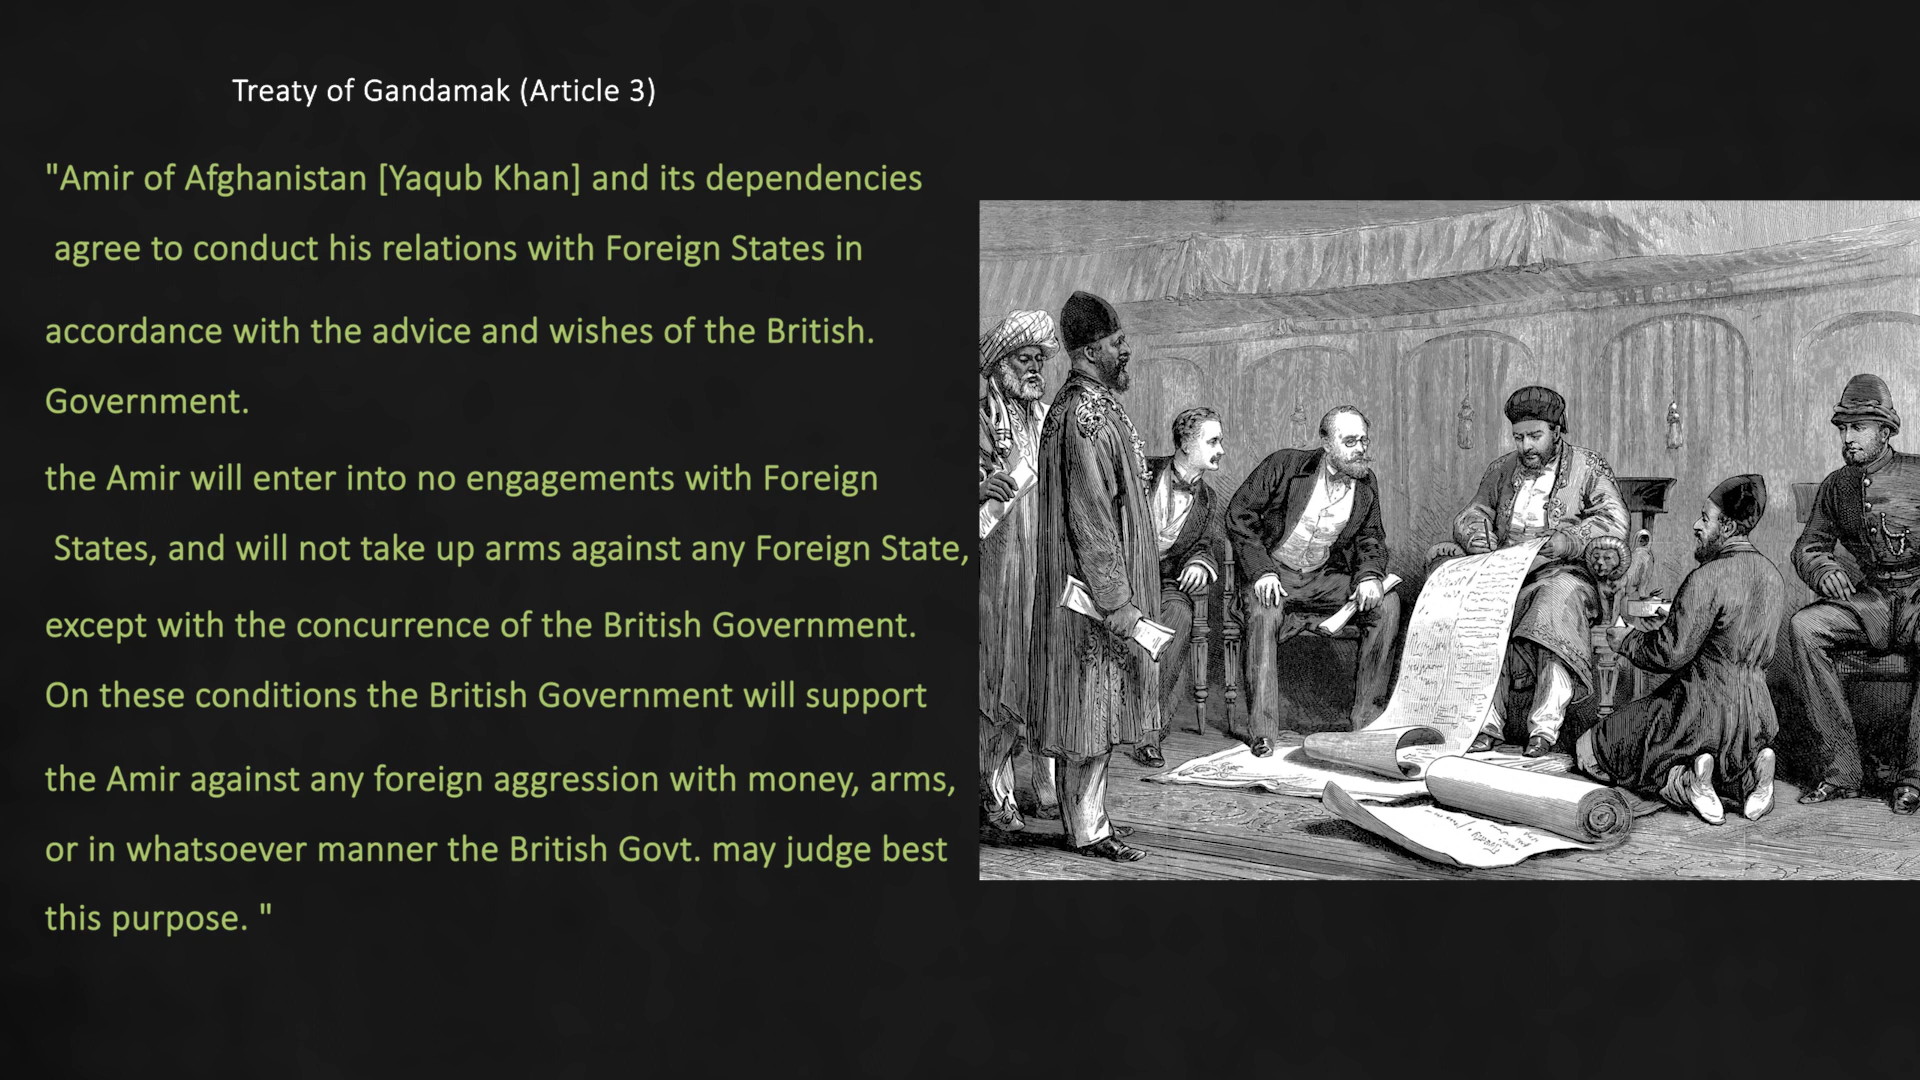 Treaty of Gandamak (Article 3)
"Amir of Afghanistan [Yaqub Khan] and its dependencies
agree to conduct his relations with Foreign States in
accordance with the advice and wishes of the British.
Government.
the Amir will enter into no engagements with Foreign
States, and will not take up arms against any Foreign State,
except with the concurrence of the British Government.
On these conditions the British Government will support
the Amir against any foreign aggression with money, arms,
or in whatsoever manner the British Govt. may judge best
this purpose. "